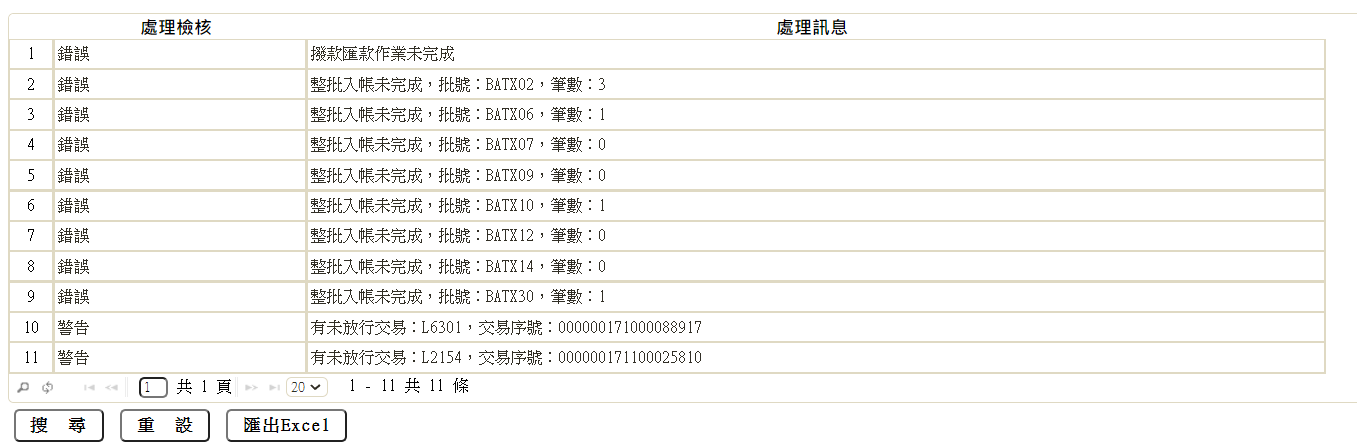 處理檢核 處理訊息
1 錯誤 撥款匯款作業未完成
2 錯誤 整批入帳未完成，批號：BATX02，筆數：3
3 錯誤 整批入帳未完成，批號：BATX06，筆數：1
4 錯誤 整批入帳未完成，批號：BATX07，筆數：0
5 錯誤 整批入帳未完成，批號：BATX09，筆數：0
6 錯誤 整批入帳未完成，批號：BATX10，筆數：1
7 錯誤 整批入帳未完成，批號：BATX12，筆數：0
8 錯誤 整批入帳未完成，批號：BATX14，筆數：0
9 錯誤 整批入帳未完成，批號：BATX30，筆數：1
10 警告 有未放行交易：L6301，交易序號：000000171000088917
11 警告 有未放行交易：L2154，交易序號：000000171100025810
1 共 1 頁 20 1 - 11 共 11 條
搜 尋 重 設 匯出Excel